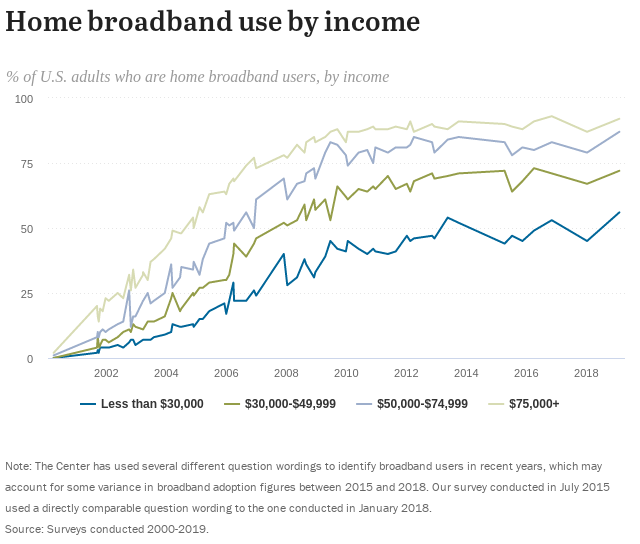 Home broadband use by income
% of U.S. adults who are home broadband users, by income
100
75
50
25
0
2002 2004 2006 2008 2010 2012 2014 2016 2018
Less than $30,000 $30,000-$49,999 $50,000-$74,999 $75,000+
Note: The Center has used several different question wordings to identify broadband users in recent years, which may
account for some variance in broadband adoption figures between 2015 and 2018. Our survey conducted in July 2015
used a directly comparable question wording to the one conducted in January 2018.
Source: Surveys conducted 2000-2019.